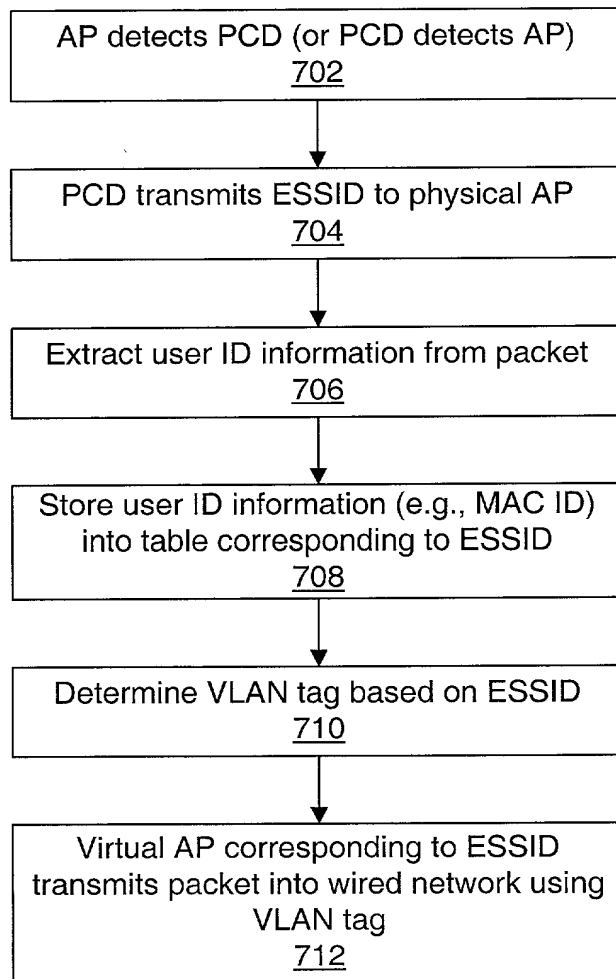 AP detects PCD (or PCD detects AP)
702
PCD transmits ESSID to physical AP
704
Extract user ID information from packet
706
Store user ID information (e.g., MAC ID)
into table corresponding to ESSID
708
Determine VLAN tag based on ESSID
710
Virtual AP corresponding to ESSID
transmits packet into wired network using
VLAN tag
712